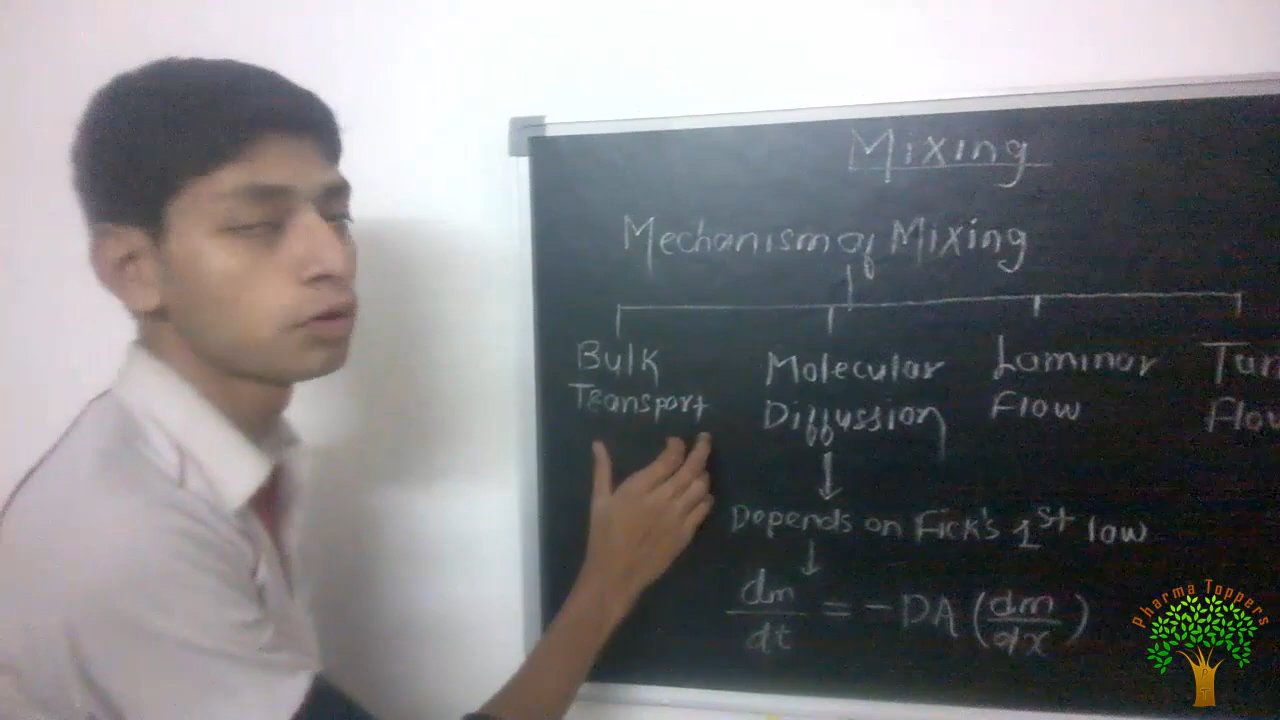 Mixing
Mechanism of Mixing
Bulk
Transport
Molecular
Diffussion
Laminar
Flow
Depends on Fick's 1st law
dm/dt = -DA (dm/dx)
Pharma Toppers